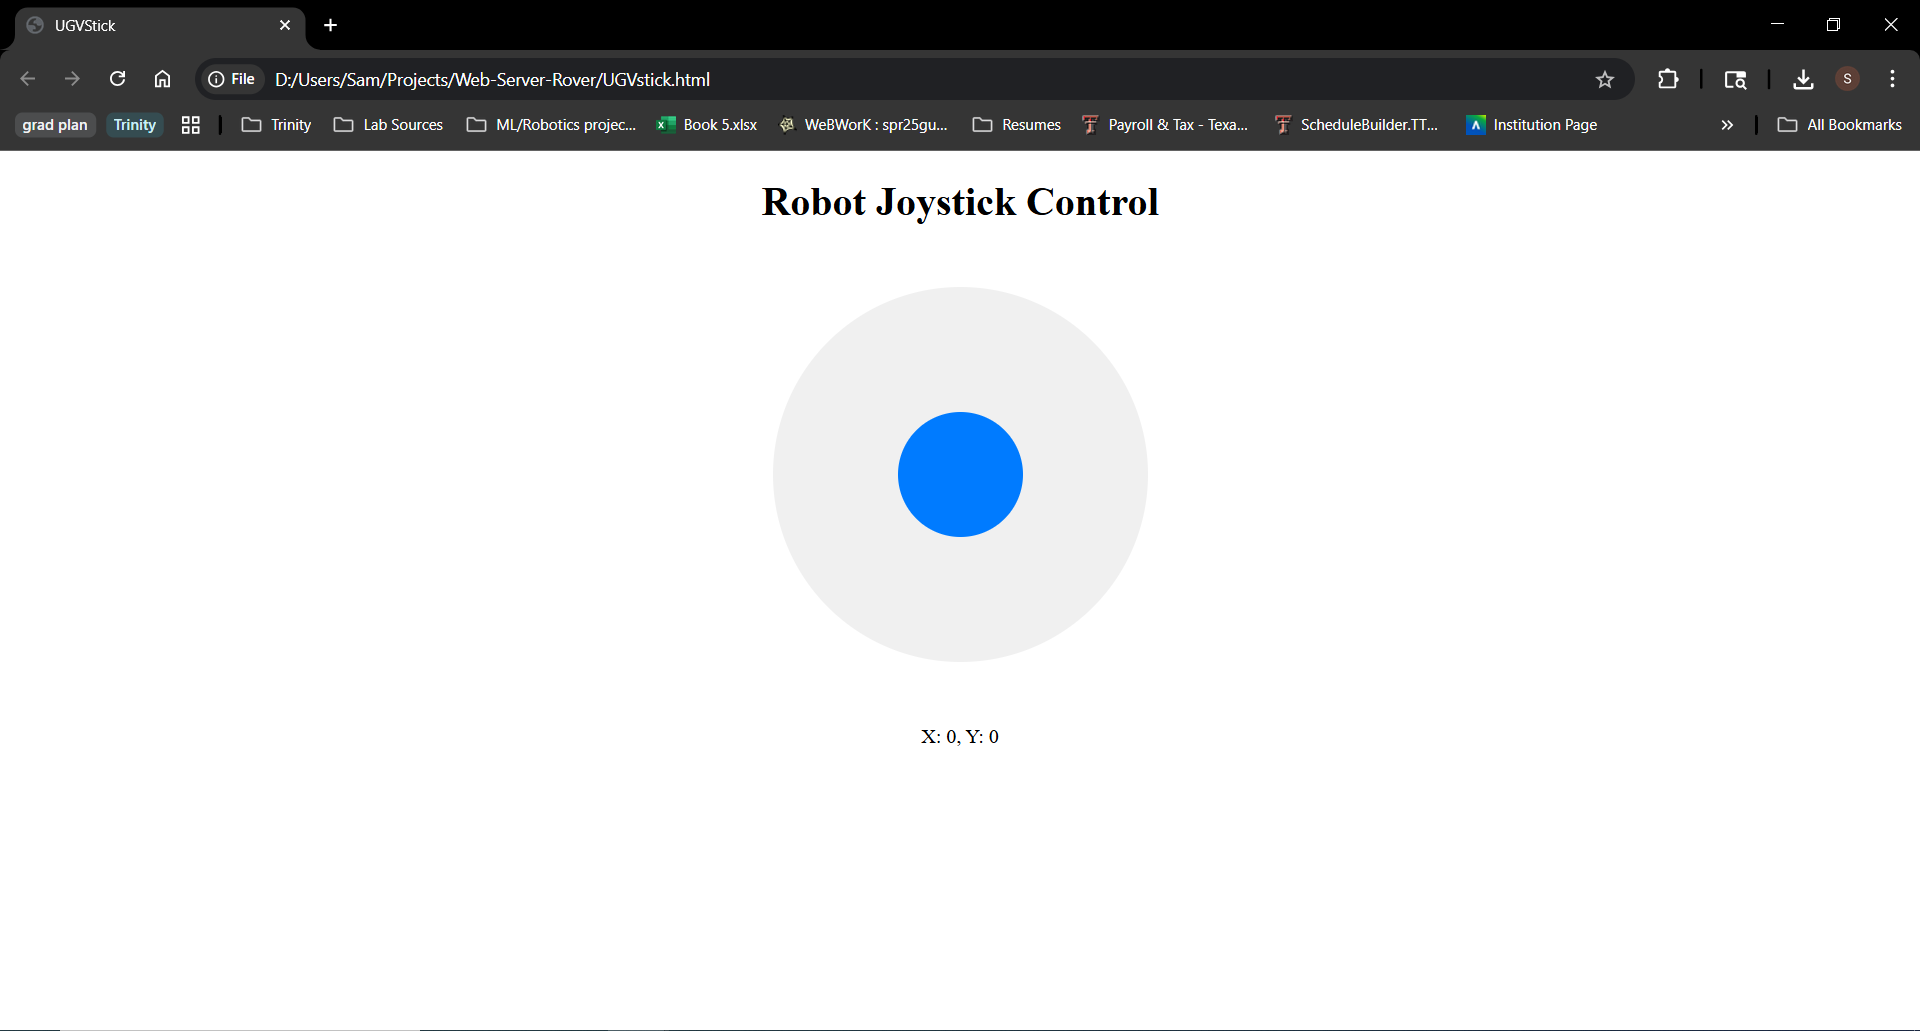 UGVStick
File D:/Users/Sam/Projects/Web-Server-Rover/UGVstick.html S
grad plan Trinity Trinity Lab Sources ML/Robotics projec... Book 5.xlsx WeBWorK : spr25gu... Resumes Payroll & Tax - Texa... ScheduleBuilder.TT... Institution Page » All Bookmarks
Robot Joystick Control
X: 0, Y: 0